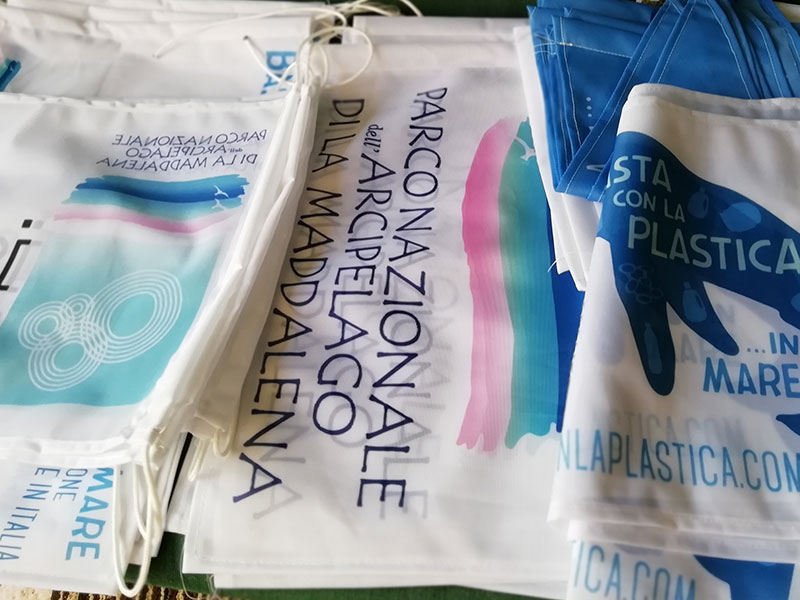 PARCO NAZIONALE
dell'ARCIPELAGO
DI LA MADDALENA
PARCO NAZIONALE
dell'ARCIPELAGO
DI LA MADDALENA
CON LA
PLASTICA
...IN
MARE
NLAPLASTICA.COM
ICA.COM
MARE
ONE
E IN ITALIA